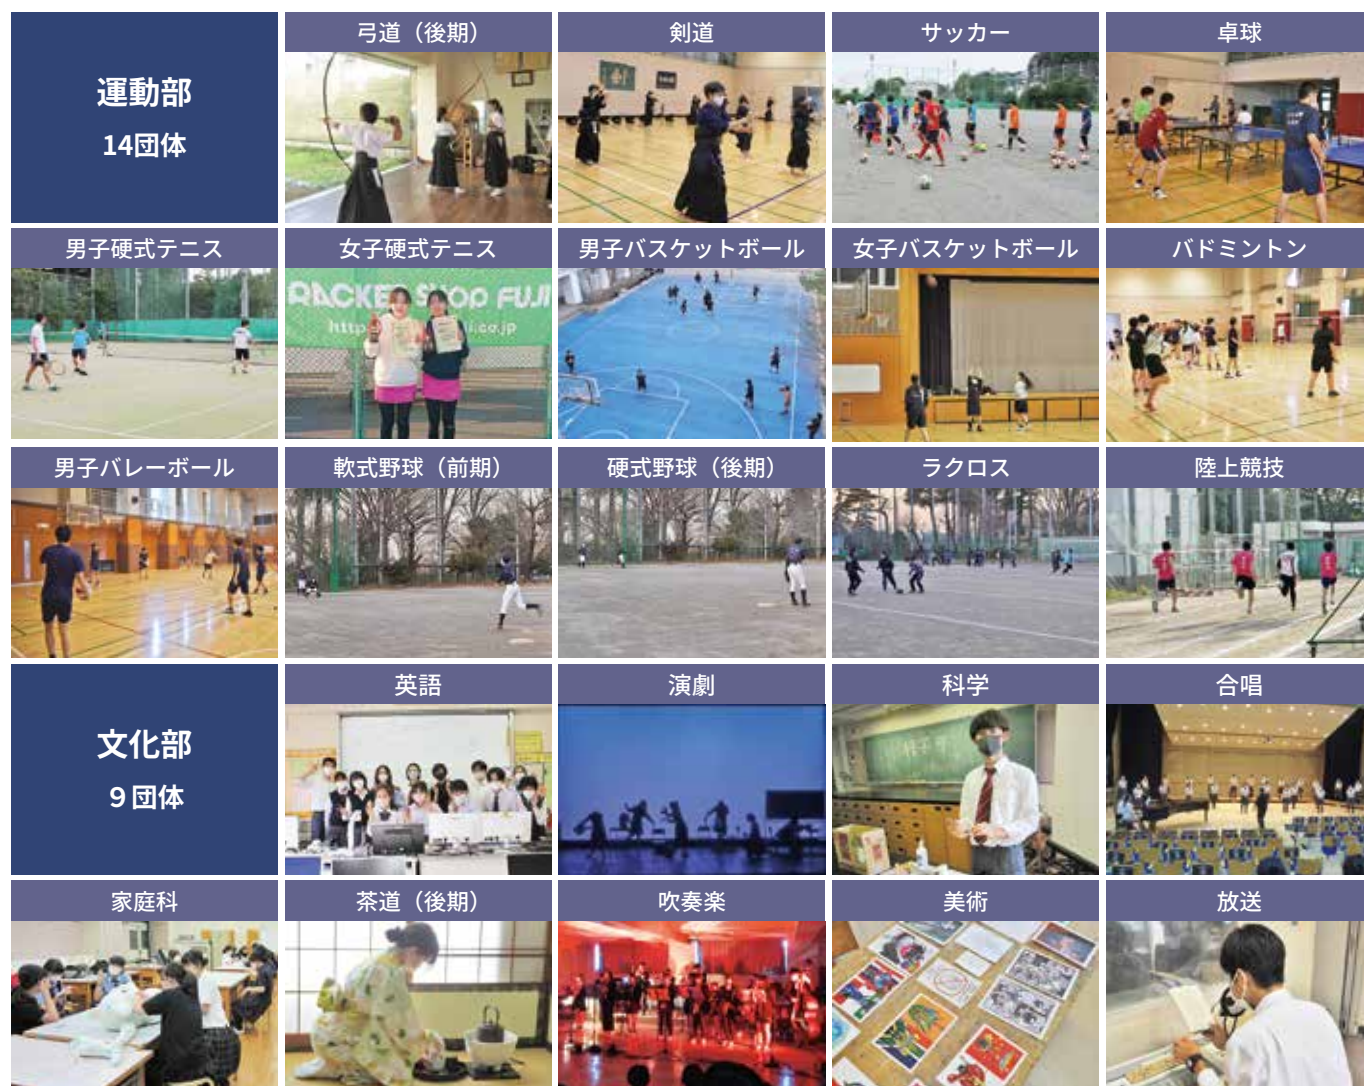 運動部
14団体
弓道（後期）
剣道
サッカー
卓球
男子硬式テニス
女子硬式テニス
男子バスケットボール
女子バスケットボール
バドミントン
RACKET SHOP FUJI
男子バレーボール
軟式野球（前期）
硬式野球（後期）
ラクロス
陸上競技
文化部
９団体
英語
演劇
科学
合唱
家庭科
茶道（後期）
吹奏楽
美術
放送